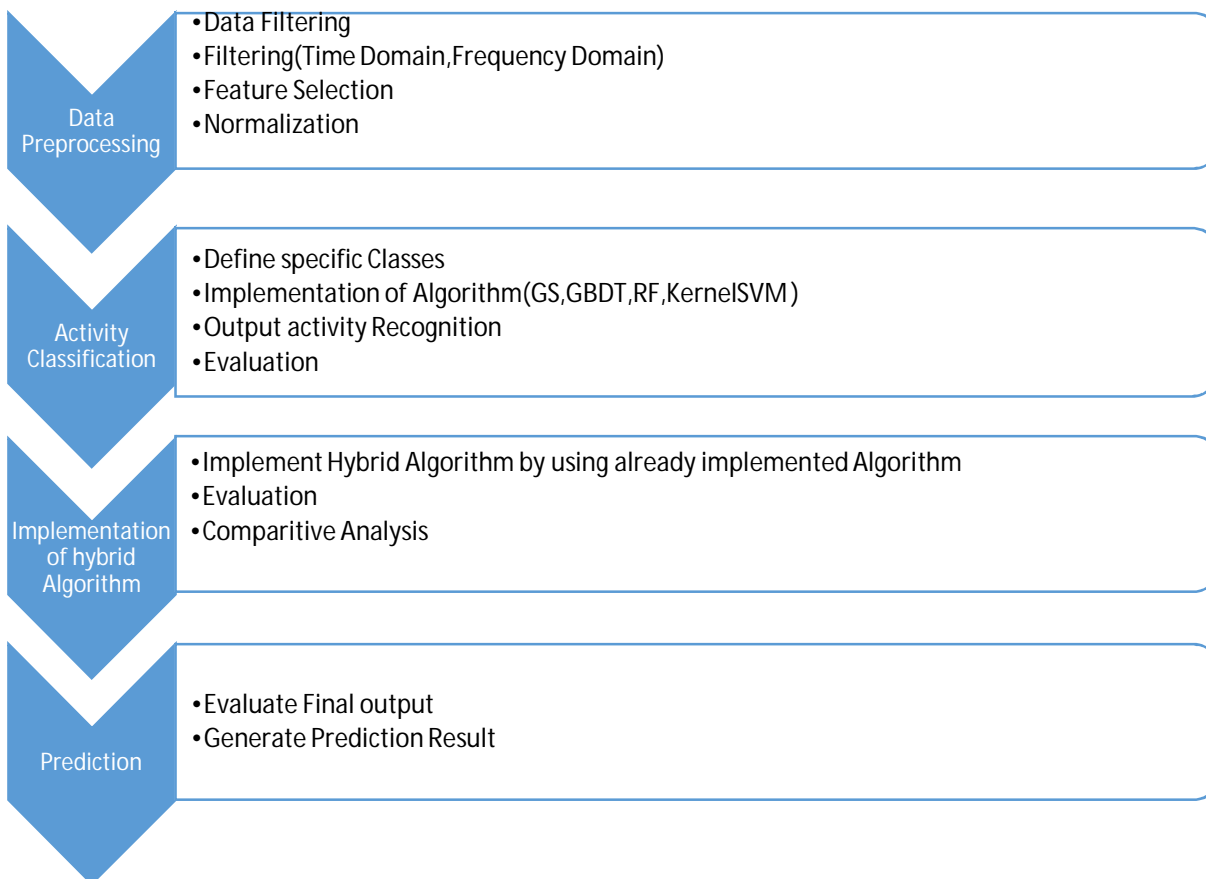 Data
Preprocessing
•Data Filtering
•Filtering(Time Domain,Frequency Domain)
•Feature Selection
•Normalization
Activity
Classification
•Define specific Classes
•Implementation of Algorithm(GS,GBDT,RF,KernelSVM)
•Output activity Recognition
•Evaluation
Implementation
of hybrid
Algorithm
•Implement Hybrid Algorithm by using already implemented Algorithm
•Evaluation
•Comparitive Analysis
Prediction
•Evaluate Final output
•Generate Prediction Result